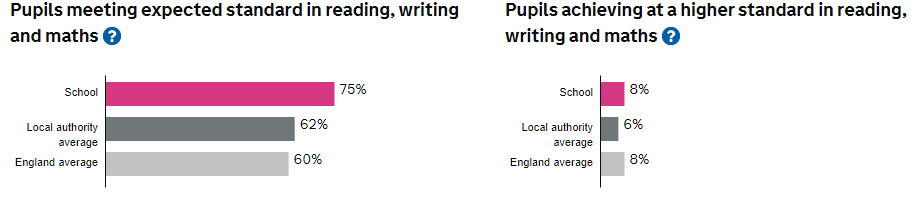 Pupils meeting expected standard in reading, writing
and maths ?
School
75%
Local authority
average
62%
England average
60%
Pupils achieving at a higher standard in reading,
writing and maths ?
School
8%
Local authority
average
6%
England average
8%